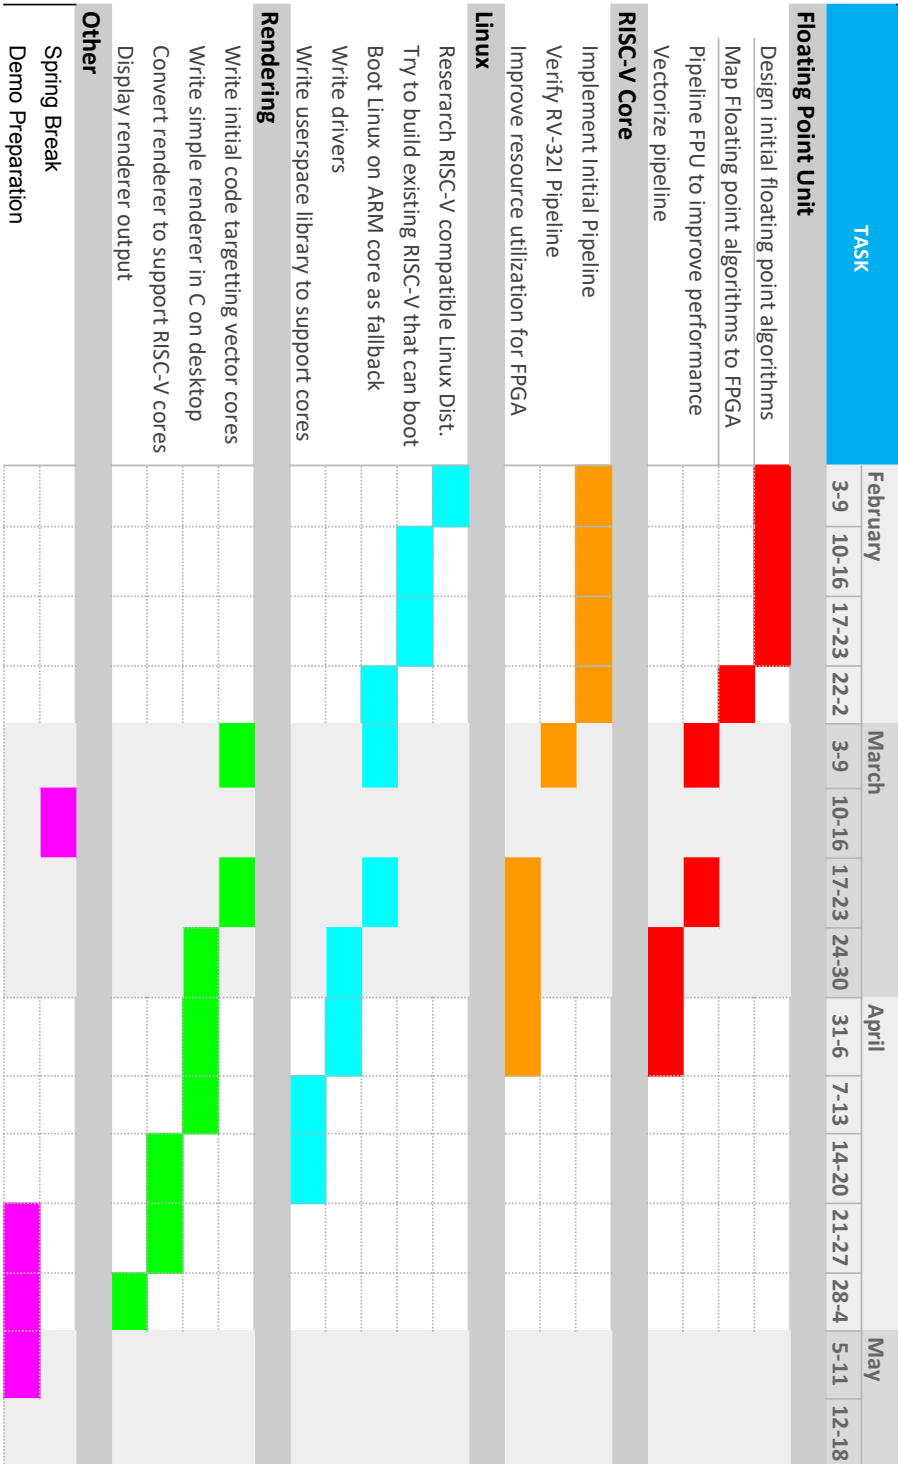 TASK
February
March
April
May
3-9
10-16
17-23
22-2
3-9
10-16
17-23
24-30
31-6
7-13
14-20
21-27
28-4
5-11
12-18
Floating Point Unit
Design initial floating point algorithms
Map Floating point algorithms to FPGA
Pipeline FPU to improve performance
Vectorize pipeline
RISC-V Core
Implement Initial Pipeline
Verify RV-32I Pipeline
Improve resource utilization for FPGA
Linux
Reserarch RISC-V compatible Linux Dist.
Try to build existing RISC-V that can boot
Boot Linux on ARM core as fallback
Write drivers
Write userspace library to support cores
Rendering
Write initial code targetting vector cores
Write simple renderer in C on desktop
Convert renderer to support RISC-V cores
Display renderer output
Other
Spring Break
Demo Preparation